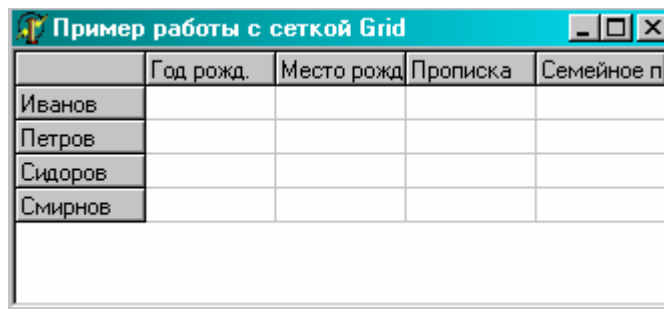 Пример работы с сеткой Grid
Год рожд. Место рожд Прописка Семейное п
Иванов
Петров
Сидоров
Смирнов